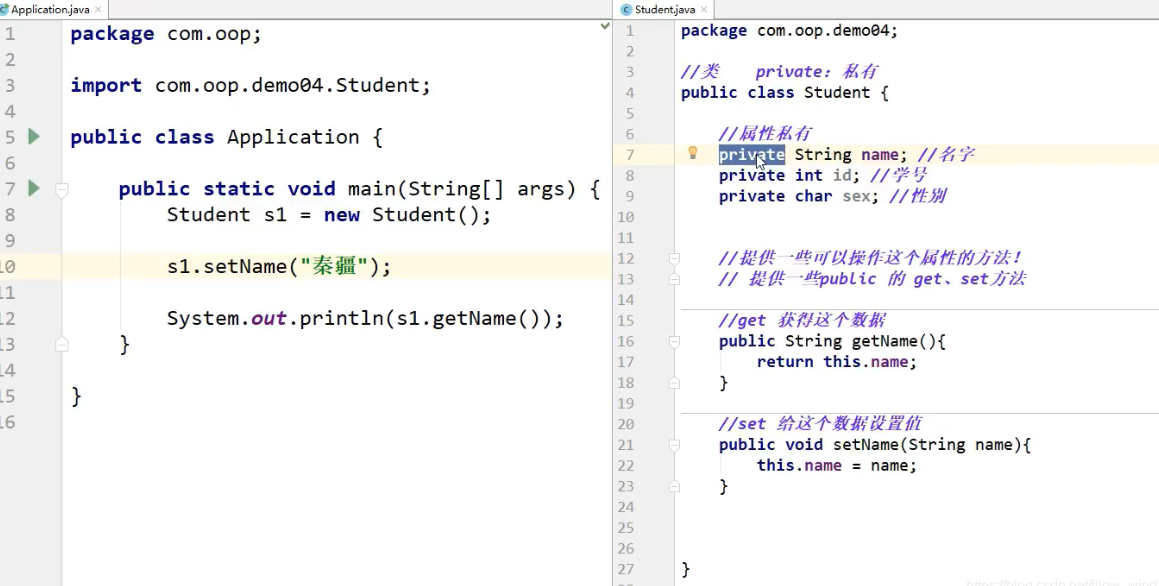 Application.java
1 package com.oop;
2
3 import com.oop.demo04.Student;
4
5 public class Application {
6
7 public static void main(String[] args) {
8 Student s1 = new Student();
9
10 s1.setName("秦疆");
11
12 System.out.println(s1.getName());
13 }
14
15 }
16
Student.java
1 package com.oop.demo04;
2
3 //类 private: 私有
4 public class Student {
5
6 //属性私有
7 private String name; //名字
8 private int id; //学号
9 private char sex; //性别
10
11
12 //提供一些可以操作这个属性的方法!
13 // 提供一些public 的 get、set方法
14
15 //get 获得这个数据
16 public String getName(){
17 return this.name;
18 }
19
20 //set 给这个数据设置值
21 public void setName(String name){
22 this.name = name;
23 }
24
25
26
27 }